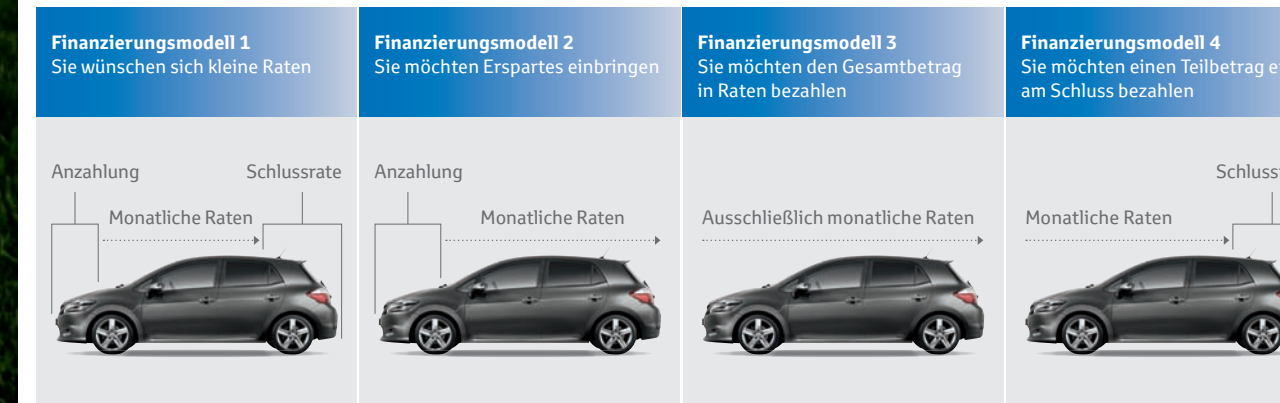 Finanzierungsmodell 1
Sie wünschen sich kleine Raten
Anzahlung
Schlussrate
Monatliche Raten
Finanzierungsmodell 2
Sie möchten Erspartes einbringen
Anzahlung
Monatliche Raten
Finanzierungsmodell 3
Sie möchten den Gesamtbetrag
in Raten bezahlen
Ausschließlich monatliche Raten
Finanzierungsmodell 4
Sie möchten einen Teilbetrag
am Schluss bezahlen
Monatliche Raten